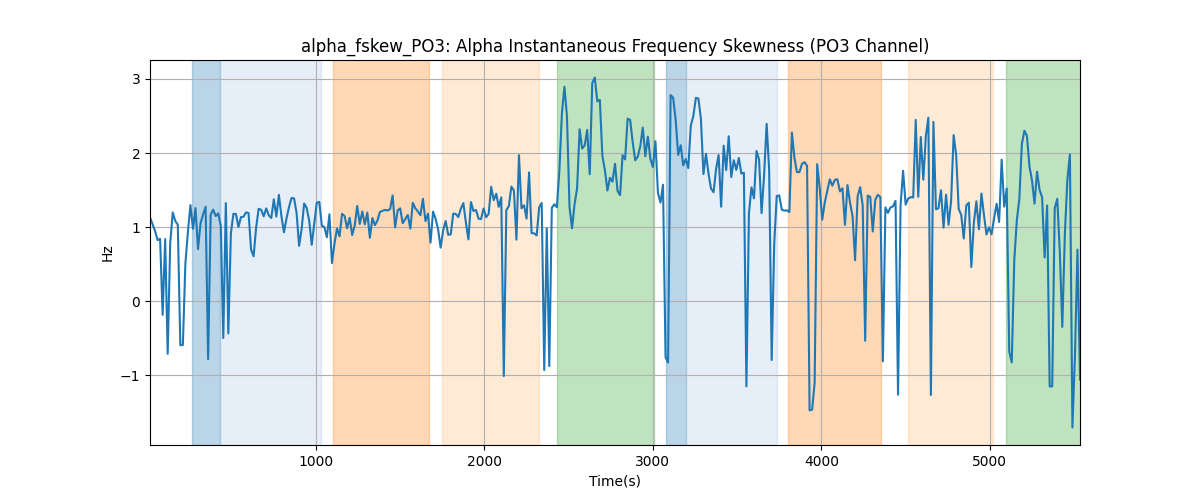 alpha_fskew_PO3: Alpha Instantaneous Frequency Skewness (PO3 Channel)
3
2
1
0
−1
Hz
1000 2000 3000 4000 5000
Time(s)